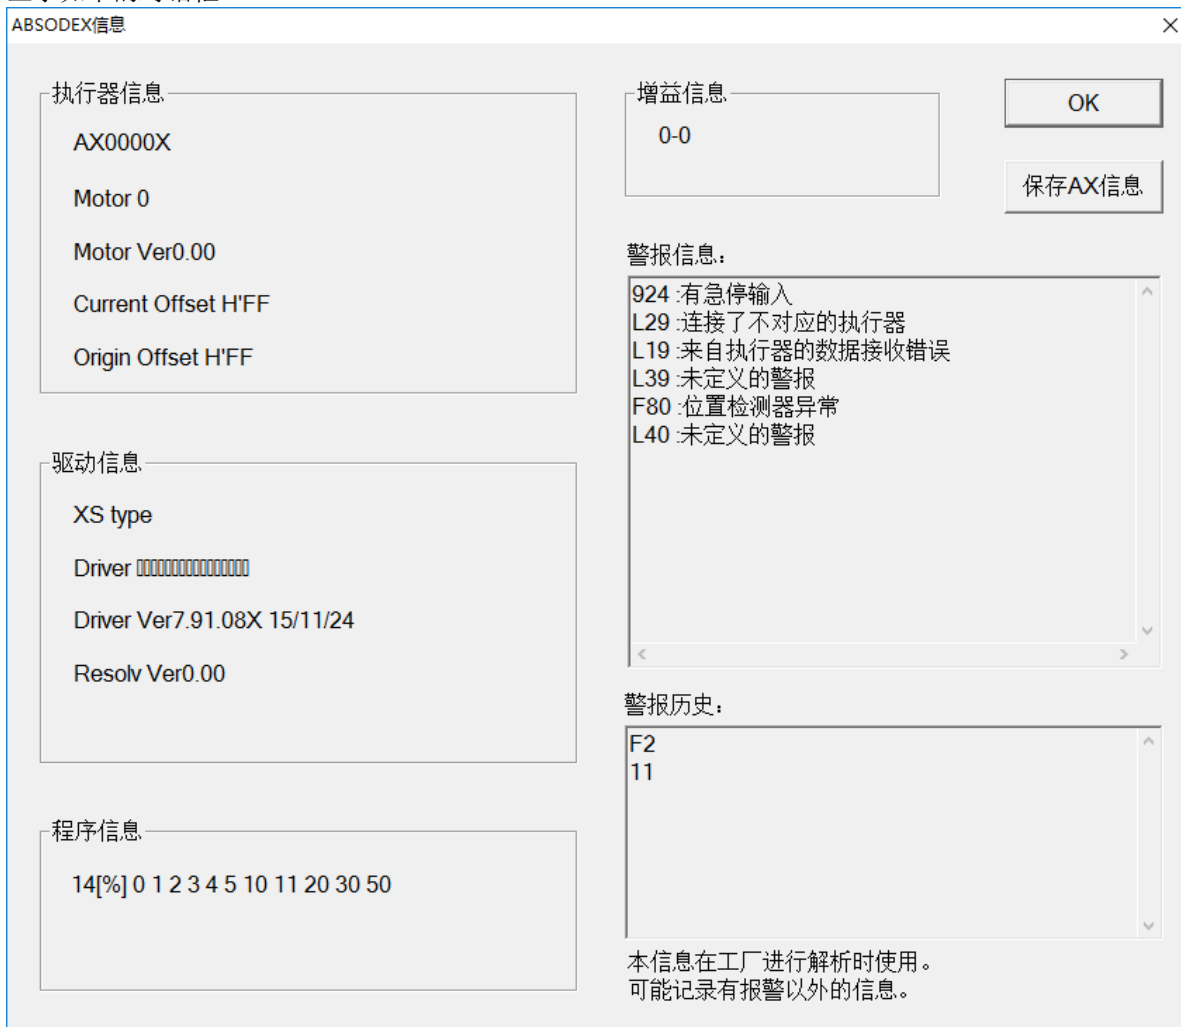 ABSODEX信息
执行器信息
AX0000X
Motor 0
Motor Ver0.00
Current Offset H'FF
Origin Offset H'FF
驱动信息
XS type
Driver
Driver Ver7.91.08X 15/11/24
Resolv Ver0.00
程序信息
14[%] 0 1 2 3 4 5 10 11 20 30 50
增益信息
0-0
OK
保存AX信息
警报信息：
924 :有急停输入
L29 :连接了不对应的执行器
L19 :来自执行器的数据接收错误
L39 :未定义的警报
F80 :位置检测器异常
L40 :未定义的警报
警报历史：
F2
11
本信息在工厂进行解析时使用。
可能记录有报警以外的信息。